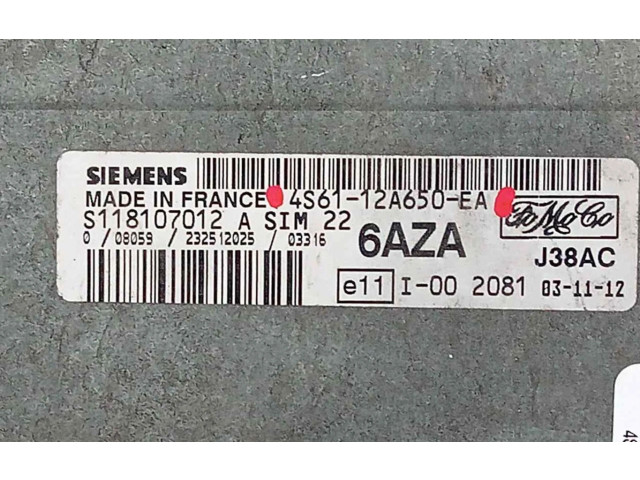 SIEMENS
MADE IN FRANCE 4S61-12A650-EA
S118107012 A SIM 22
0 / 08059 / 232512025 / 03316
6AZA
FoMoCo
J38AC
e11 I-00 2081 03-11-12